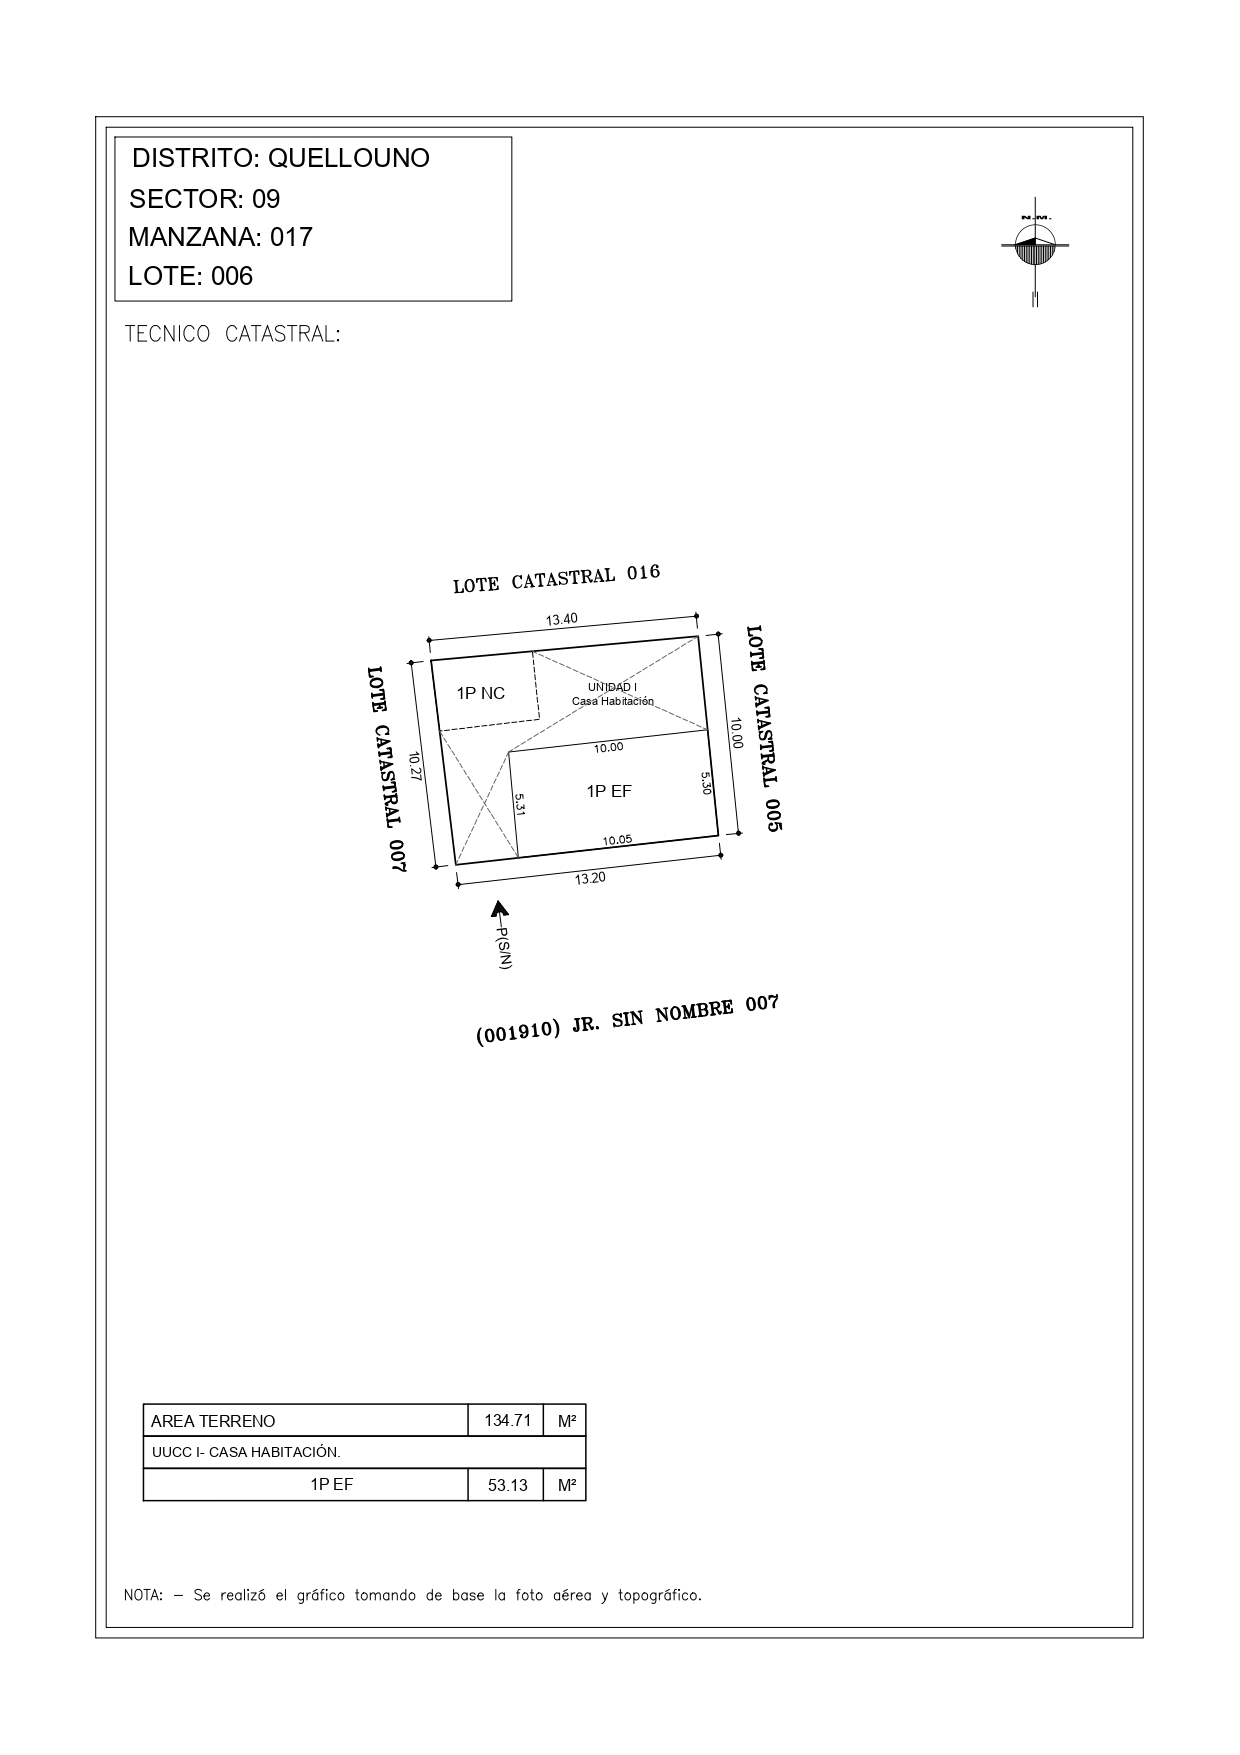 DISTRITO: QUELLOUNO
SECTOR: 09
MANZANA: 017
LOTE: 006
N.M.
TECNICO CATASTRAL:
LOTE CATASTRAL 016
13.40
LOTE CATASTRAL 007
10.27
1P NC
UNIDAD I
Casa Habitación
10.00
LOTE CATASTRAL 005
10.00
5.31
1P EF
5.30
10.05
13.20
P(S/N)
(001910) JR. SIN NOMBRE 007
AREA TERRENO 134.71 M²
UUCC I- CASA HABITACIÓN.
1P EF 53.13 M²
NOTA: - Se realizó el gráfico tomando de base la foto aérea y topográfico.